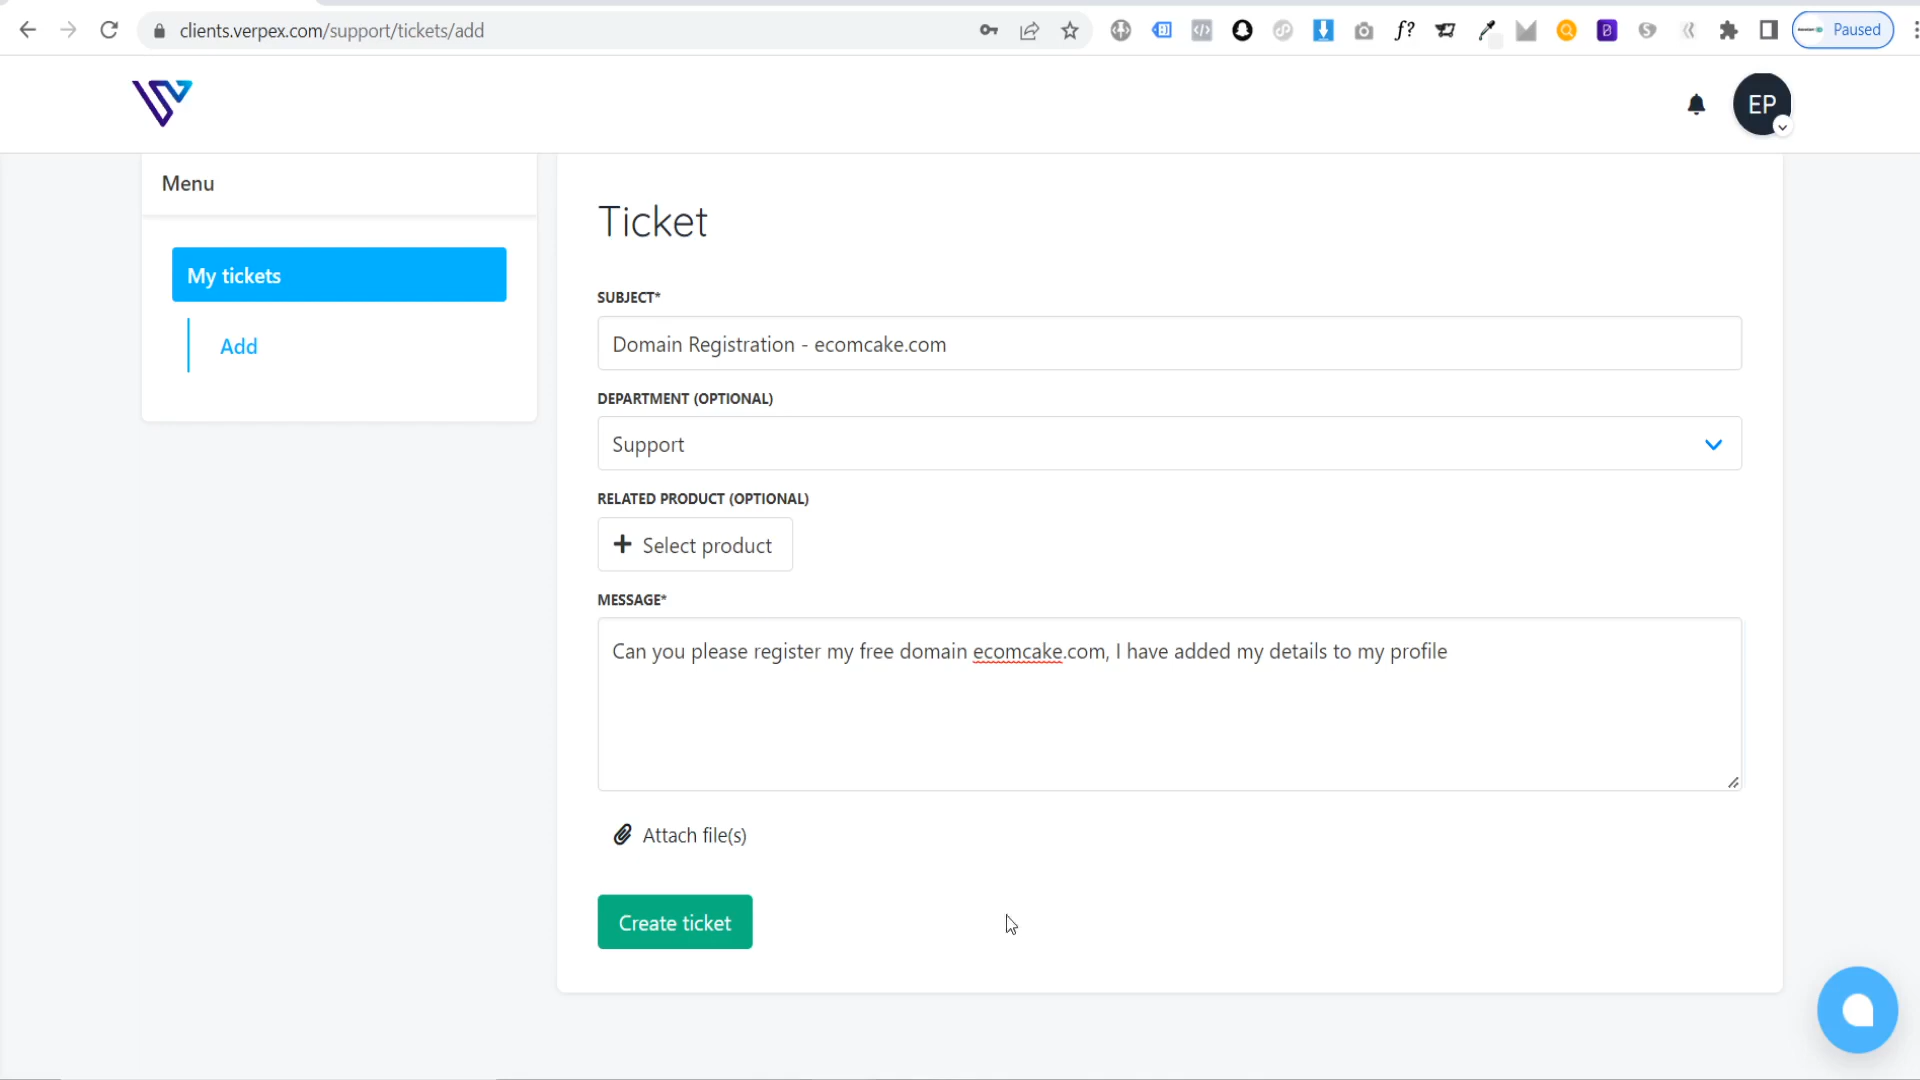 clients.verpex.com/support/tickets/add
f?
Paused
EP
Menu
My tickets
Add
Ticket
SUBJECT*
Domain Registration - ecomcake.com
DEPARTMENT (OPTIONAL)
Support
RELATED PRODUCT (OPTIONAL)
Select product
MESSAGE*
Can you please register my free domain ecomcake.com, I have added my details to my profile
Attach file(s)
Create ticket